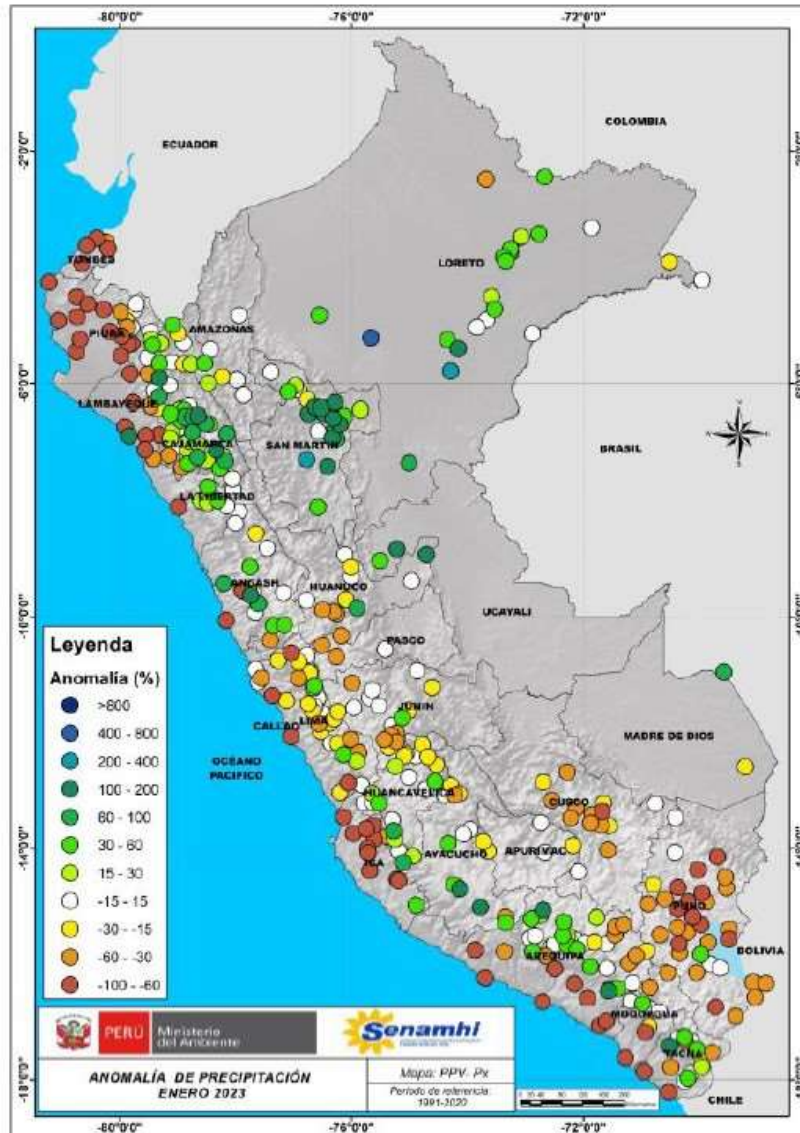 -80°0'0"
-76°0'0"
-72°0'0"
COLOMBIA
ECUADOR
-2°0'0"
TUMBES
LORETO
PIURA
AMAZONAS
-6°0'0"
LAMBAYEQUE
CAJAMARCA
SAN MARTIN
BRASIL
LA LIBERTAD
ANCASH
HUANUCO
UCAYALI
PASCO
Leyenda
Anomalía (%)
>800
400 - 800
200 - 400
100 - 200
60 - 100
30 - 60
15 - 30
-15 - 15
-30 - -15
-60 - -30
-100 - -60
JUNIN
LIMA
CALLAO
MADRE DE DIOS
OCÉANO
PACIFICO
CUSCO
HUANCAVELICA
-14°0'0"
AYACUCHO
APURIMAC
ICA
PUNO
BOLIVIA
AREQUIPA
MOQUEGUA
TACNA
-18°0'0"
CHILE
PERÚ
Ministerio
del Ambiente
Senamhi
ANOMALÍA DE PRECIPITACIÓN
ENERO 2023
Mapa: PPV- Px
Periodo de referencia:
1991-2020
-80°0'0"
-76°0'0"
-72°0'0"